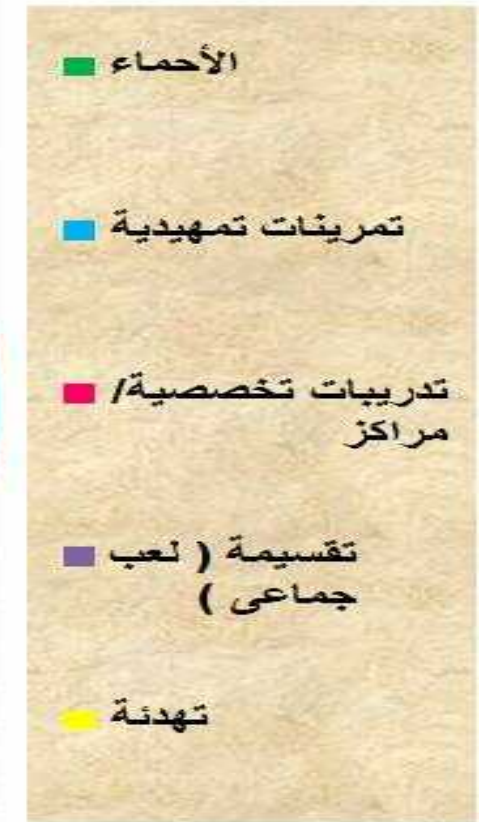 الأحماء
تمرينات تمهيدية
تدريبات تخصصية/
مراكز
تقسيمة ( لعب
جماعى )
تهدئة